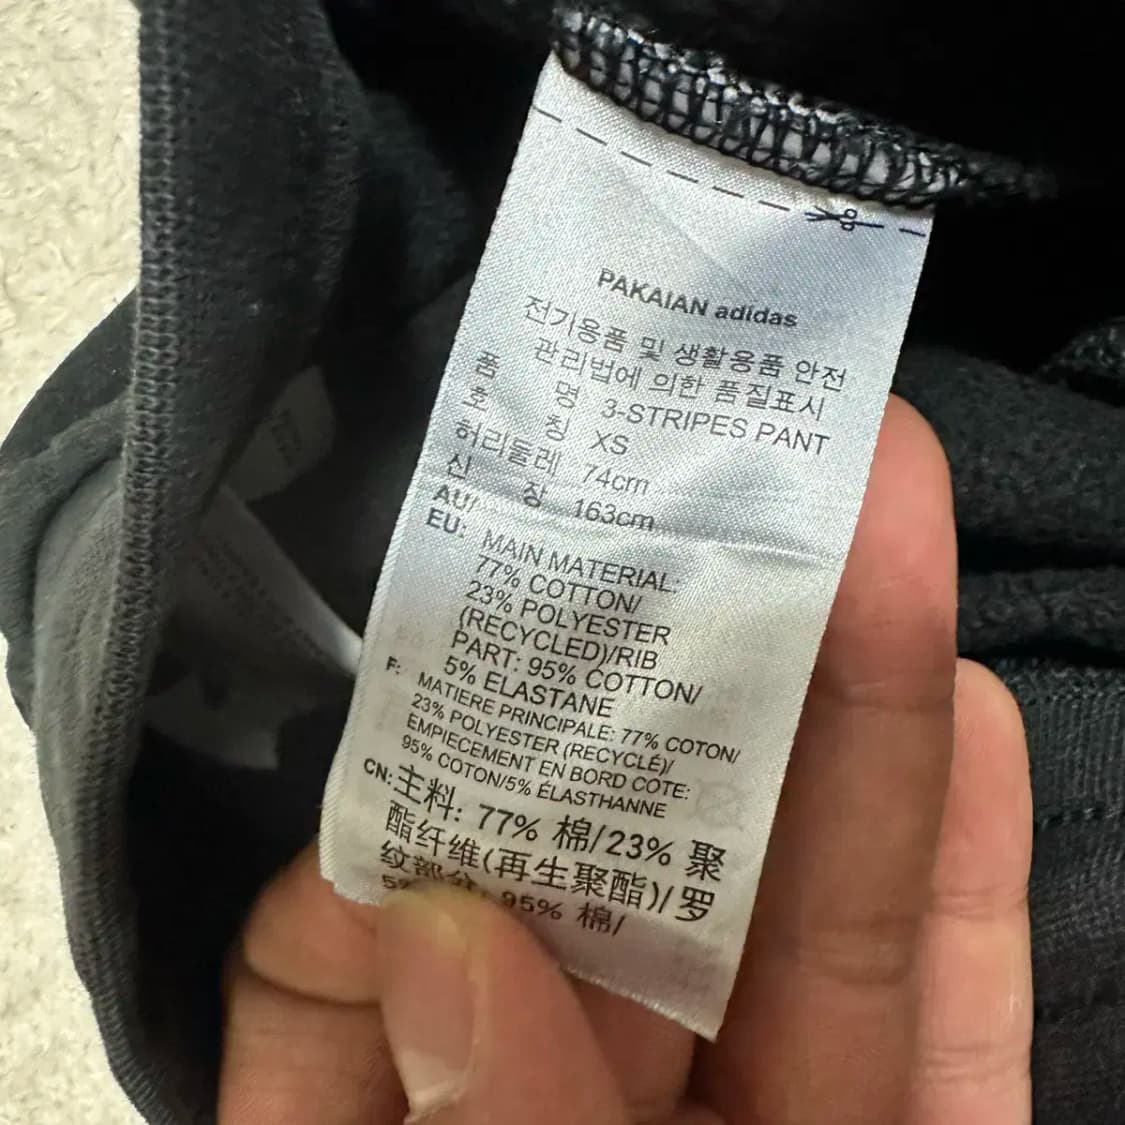 PAKAIAN adidas
전기용품 및 생활용품 안전
관리법에 의한 품질표시
품 명 3-STRIPES PANT
호 칭 XS
허리둘레 74cm
신 장 163cm
AU/
EU: MAIN MATERIAL:
77% COTTON/
23% POLYESTER
(RECYCLED)/RIB
PART: 95% COTTON/
5% ELASTANE
F: MATIERE PRINCIPALE: 77% COTON/
23% POLYESTER (RECYCLÉ)/
EMPIECEMENT EN BORD COTE:
95% COTON/5% ÉLASTHANNE
CN: 主料: 77% 棉/23% 聚
酯纤维(再生聚酯)/罗
纹部分: 95% 棉/